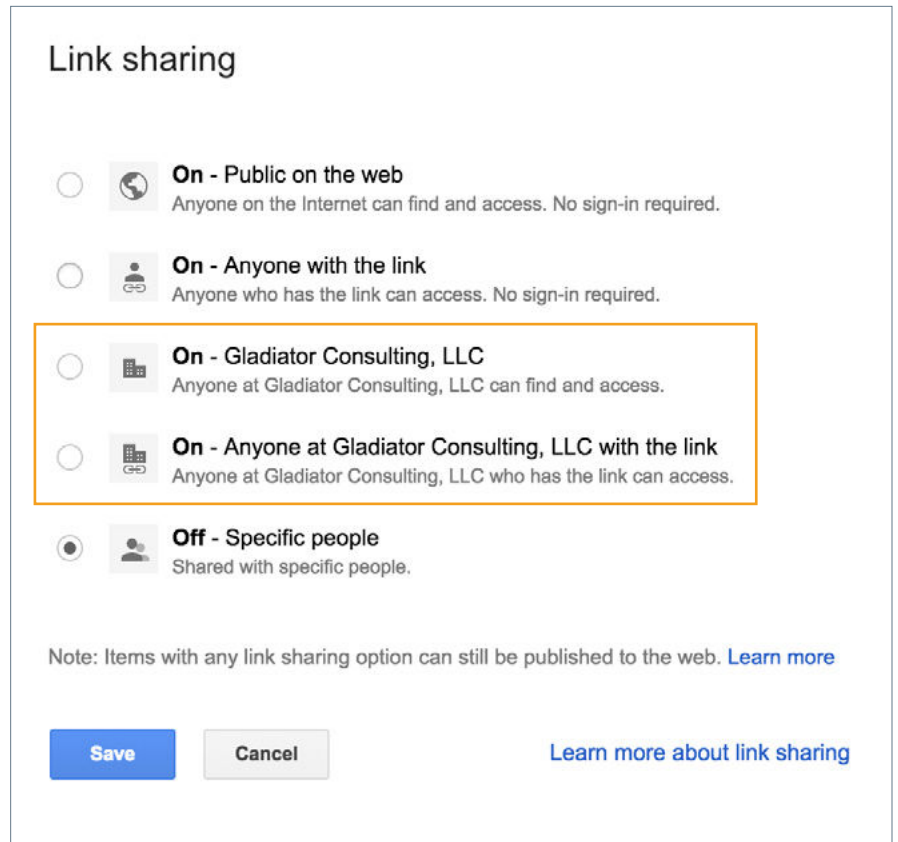 Link sharing
On - Public on the web
Anyone on the Internet can find and access. No sign-in required.
On - Anyone with the link
Anyone who has the link can access. No sign-in required.
On - Gladiator Consulting, LLC
Anyone at Gladiator Consulting, LLC can find and access.
On - Anyone at Gladiator Consulting, LLC with the link
Anyone at Gladiator Consulting, LLC who has the link can access.
Off - Specific people
Shared with specific people.
Note: Items with any link sharing option can still be published to the web. Learn more
Save Cancel Learn more about link sharing